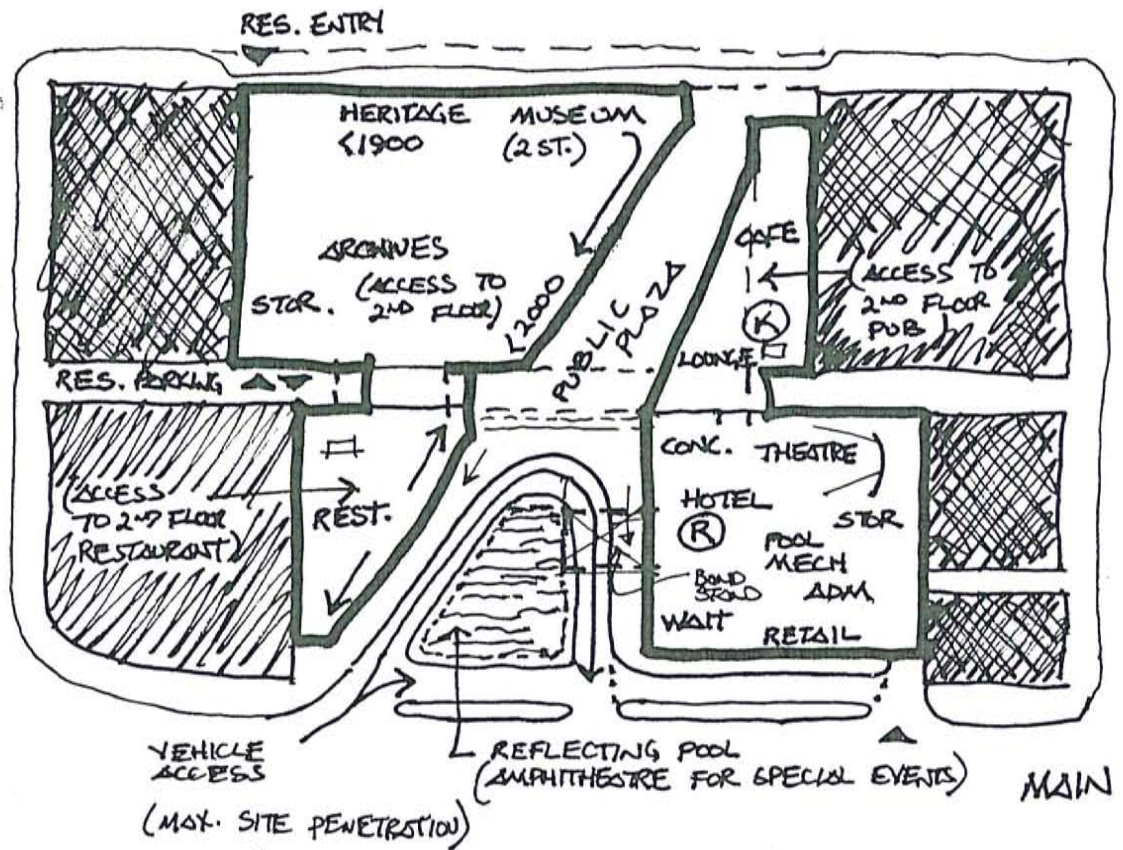 RES. ENTRY
HERITAGE
<1900
MUSEUM
(2 ST.)
ARCHIVES
(ACCESS TO
2ND FLOOR)
STOR.
<2000
PUBLIC
PLAZA
CAFE
(ACCESS TO
2ND FLOOR
PUB)
K
LOUNGE
RES. PARKING
(ACCESS
TO 2ND FLOOR
RESTAURANT)
REST.
CONC.
THEATRE
HOTEL
R
STOR
POOL
MECH
ADM.
BAND
STAND
WAIT
RETAIL
VEHICLE
ACCESS
(MAX. SITE PENETRATION)
REFLECTING POOL
(AMPHITHEATRE FOR SPECIAL EVENTS)
MAIN